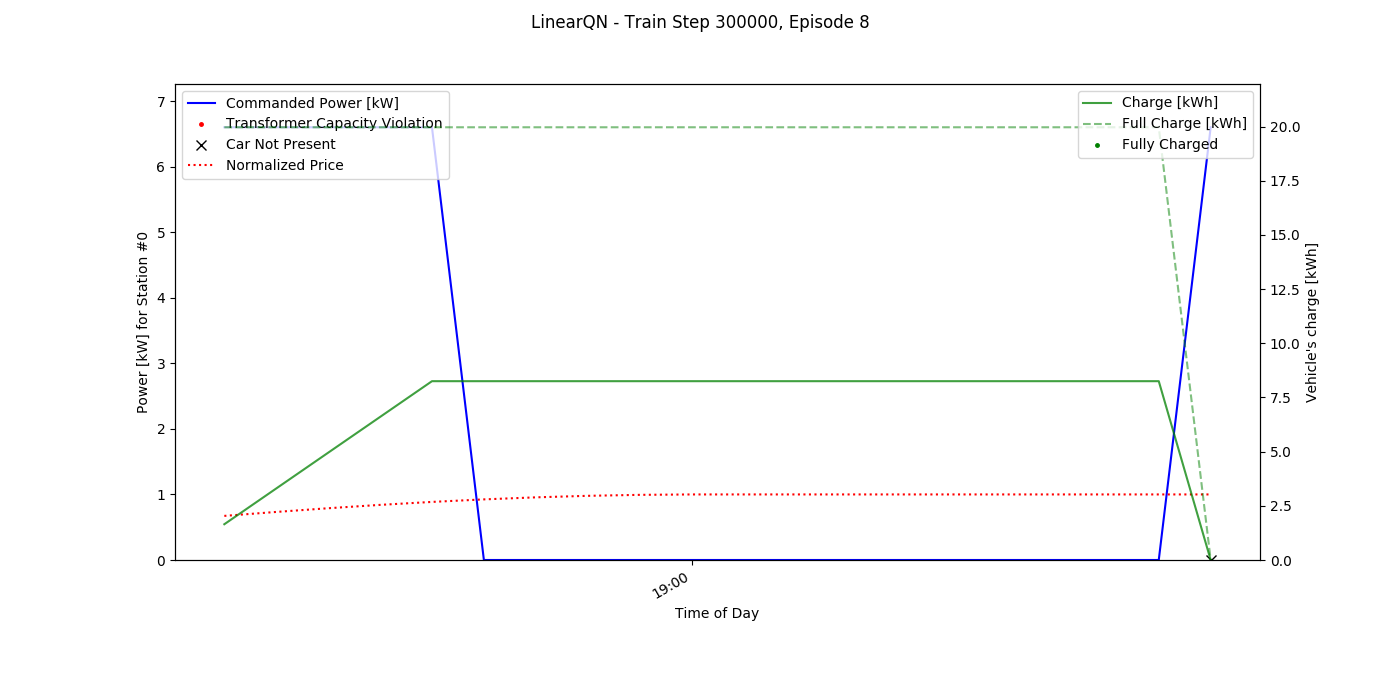 LinearQN - Train Step 300000, Episode 8
Commanded Power [kW]
Transformer Capacity Violation
Car Not Present
Normalized Price
Charge [kWh]
Full Charge [kWh]
Fully Charged
7
6
5
4
3
2
1
0
Power [kW] for Station #0
20.0
17.5
15.0
12.5
10.0
7.5
5.0
2.5
0.0
Vehicle's charge [kWh]
19:00
Time of Day